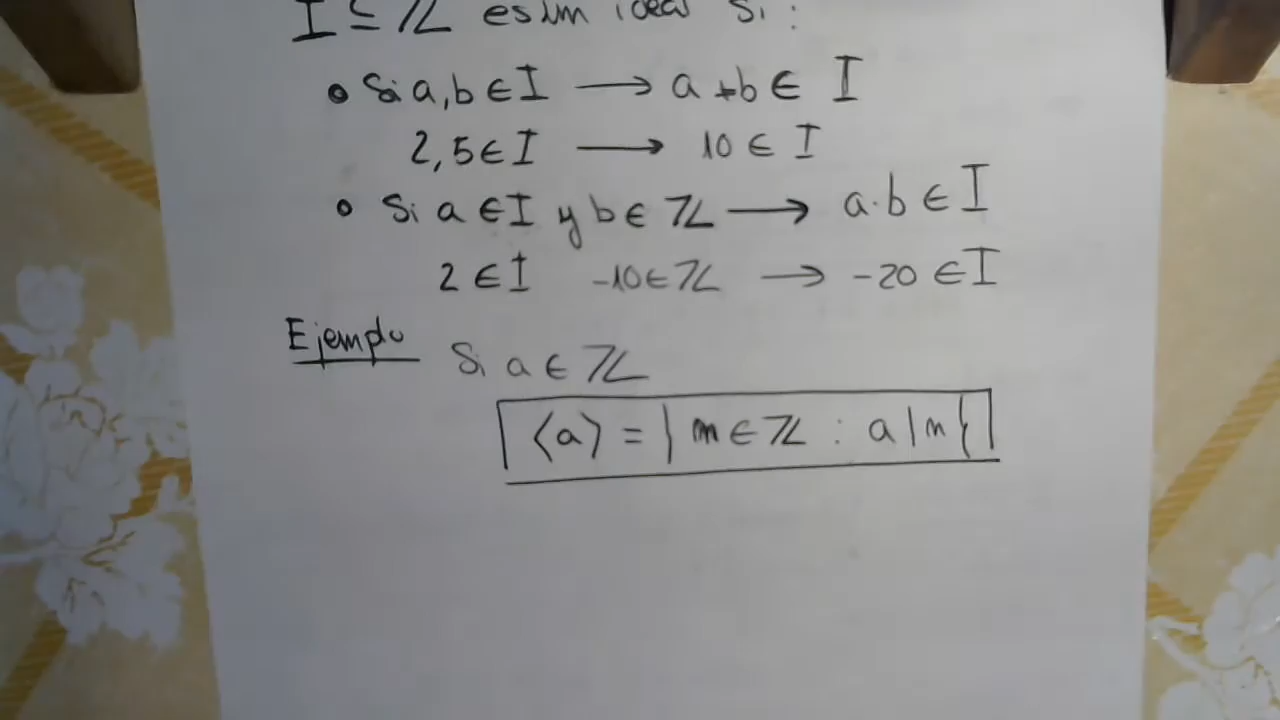 I ⊆ ℤ es un ideal si:
• Si a, b ∈ I ⟶ a + b ∈ I
2, 5 ∈ I ⟶ 10 ∈ I
• Si a ∈ I y b ∈ ℤ ⟶ a·b ∈ I
2 ∈ I -10 ∈ ℤ ⟶ -20 ∈ I
Ejemplo Si a ∈ ℤ
⟨a⟩ = { m ∈ ℤ : a | m }